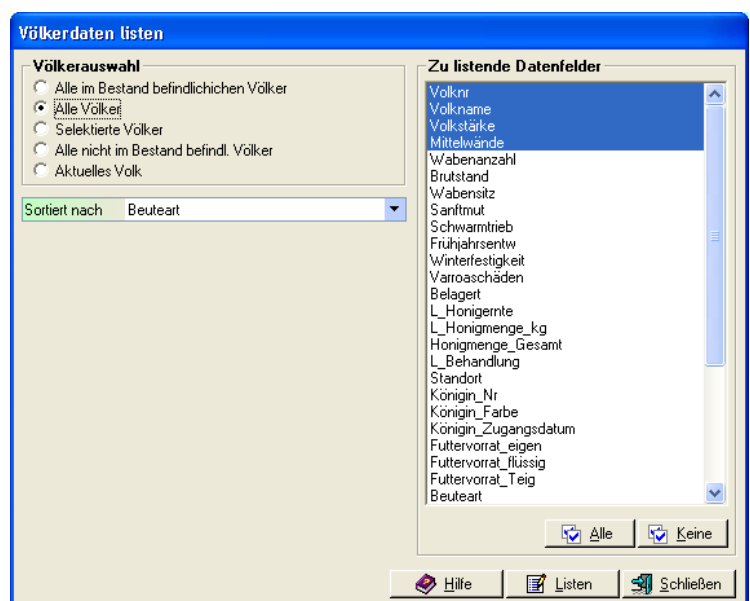 Völkerdaten listen
Völkerauswahl
Alle im Bestand befindlichichen Völker
Alle Völker
Selektierte Völker
Alle nicht im Bestand befindl. Völker
Aktuelles Volk
Sortiert nach Beuteart
Zu listende Datenfelder
Volknr
Volkname
Volkstärke
Mittelwände
Wabenanzahl
Brutstand
Wabensitz
Sanftmut
Schwarmtrieb
Frühjahrsentw
Winterfestigkeit
Varroaschäden
Belagert
L_Honigernte
L_Honigmenge_kg
Honigmenge_Gesamt
L_Behandlung
Standort
Königin_Nr
Königin_Farbe
Königin_Zugangsdatum
Futtervorrat_eigen
Futtervorrat_flüssig
Futtervorrat_Teig
Beuteart
Alle Keine
Hilfe Listen Schließen